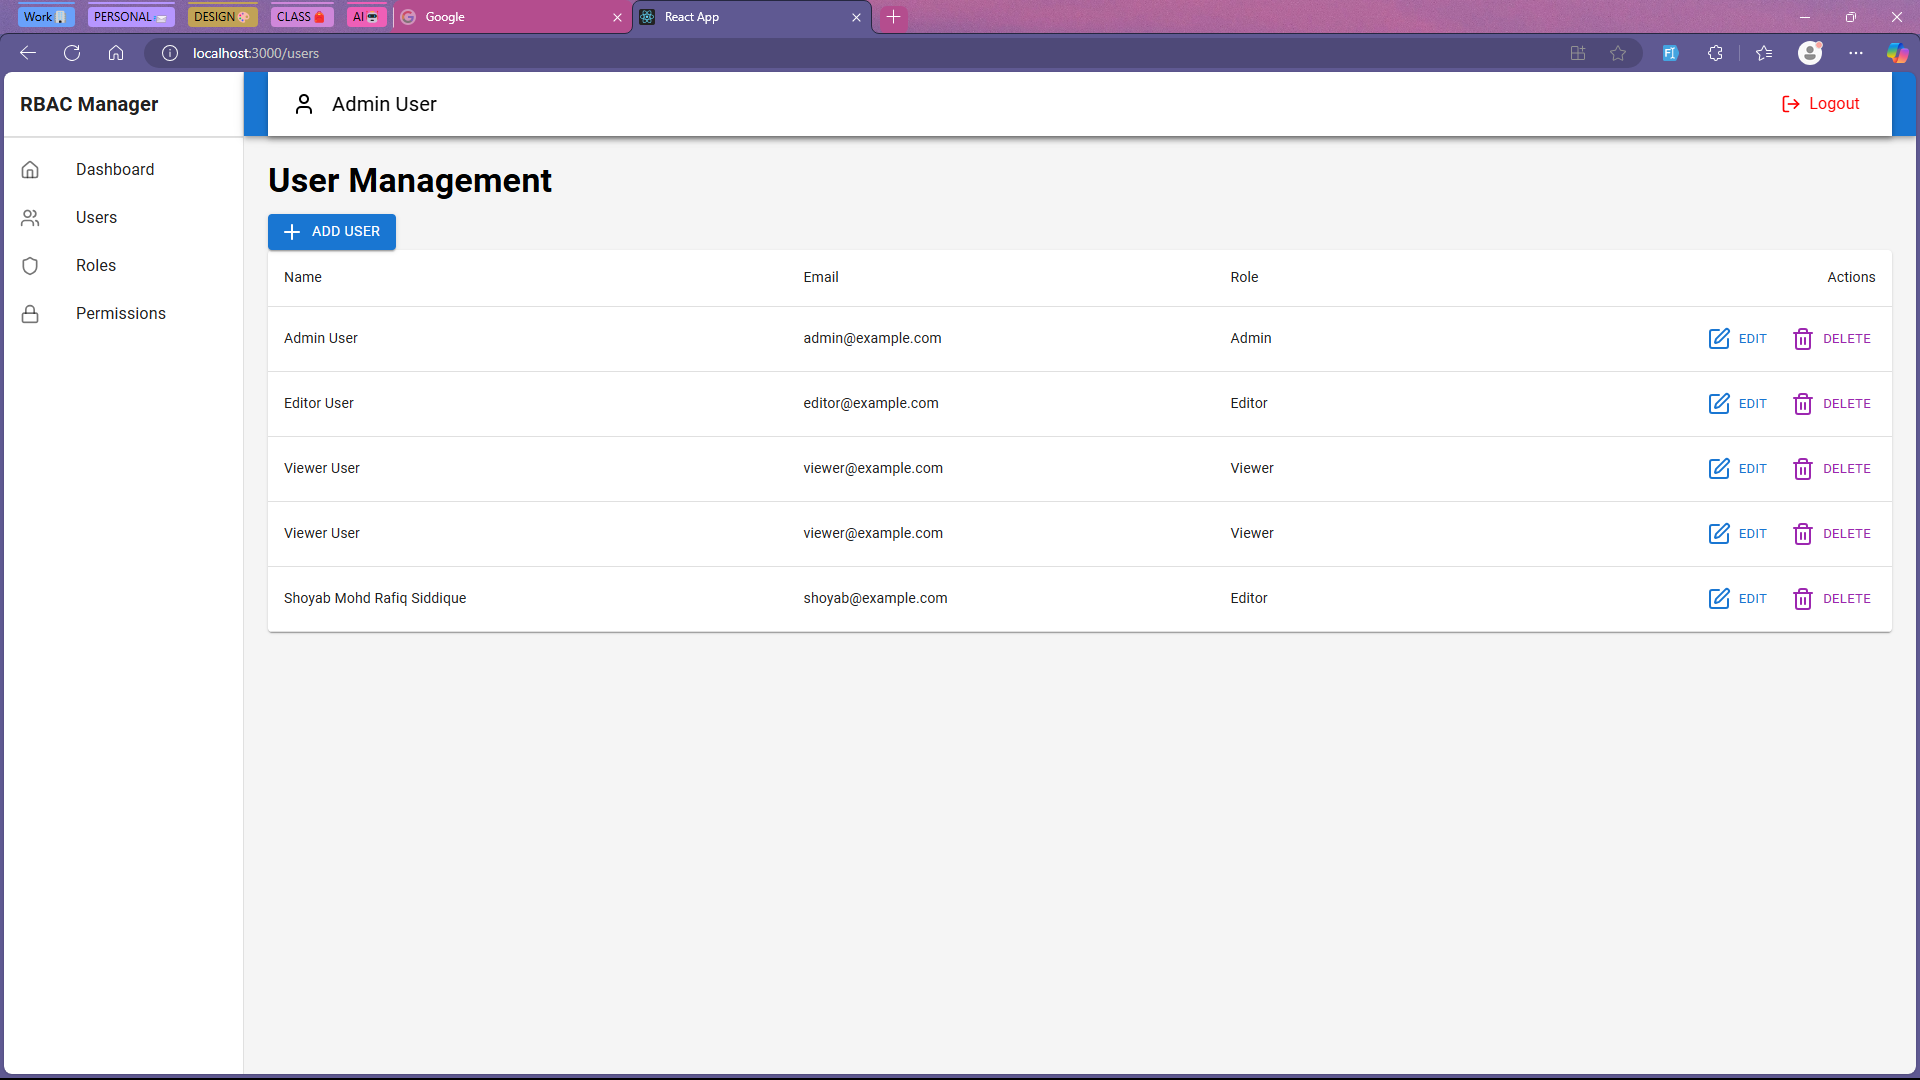 Work PERSONAL DESIGN CLASS AI Google React App
localhost:3000/users
RBAC Manager
Admin User
Logout
Dashboard
Users
Roles
Permissions
User Management
ADD USER
Name Email Role Actions
Admin User admin@example.com Admin EDIT DELETE
Editor User editor@example.com Editor EDIT DELETE
Viewer User viewer@example.com Viewer EDIT DELETE
Viewer User viewer@example.com Viewer EDIT DELETE
Shoyab Mohd Rafiq Siddique shoyab@example.com Editor EDIT DELETE